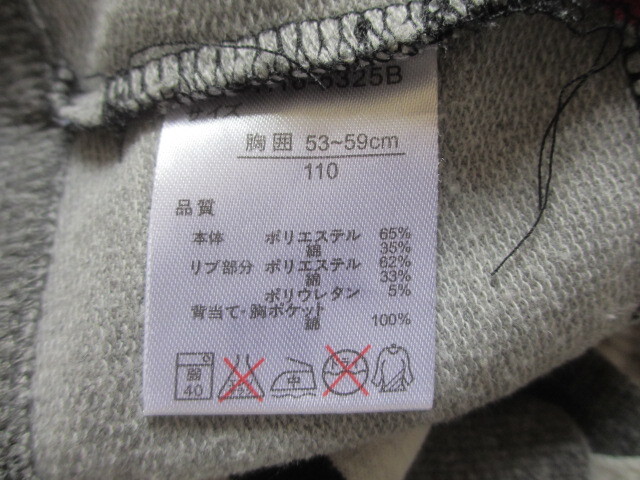 5325B
サイズ
胸囲 53~59cm
110
品質
本体 ポリエステル 65%
綿 35%
リブ部分 ポリエステル 62%
綿 33%
ポリウレタン 5%
背当て・胸ポケット
綿 100%
40 中